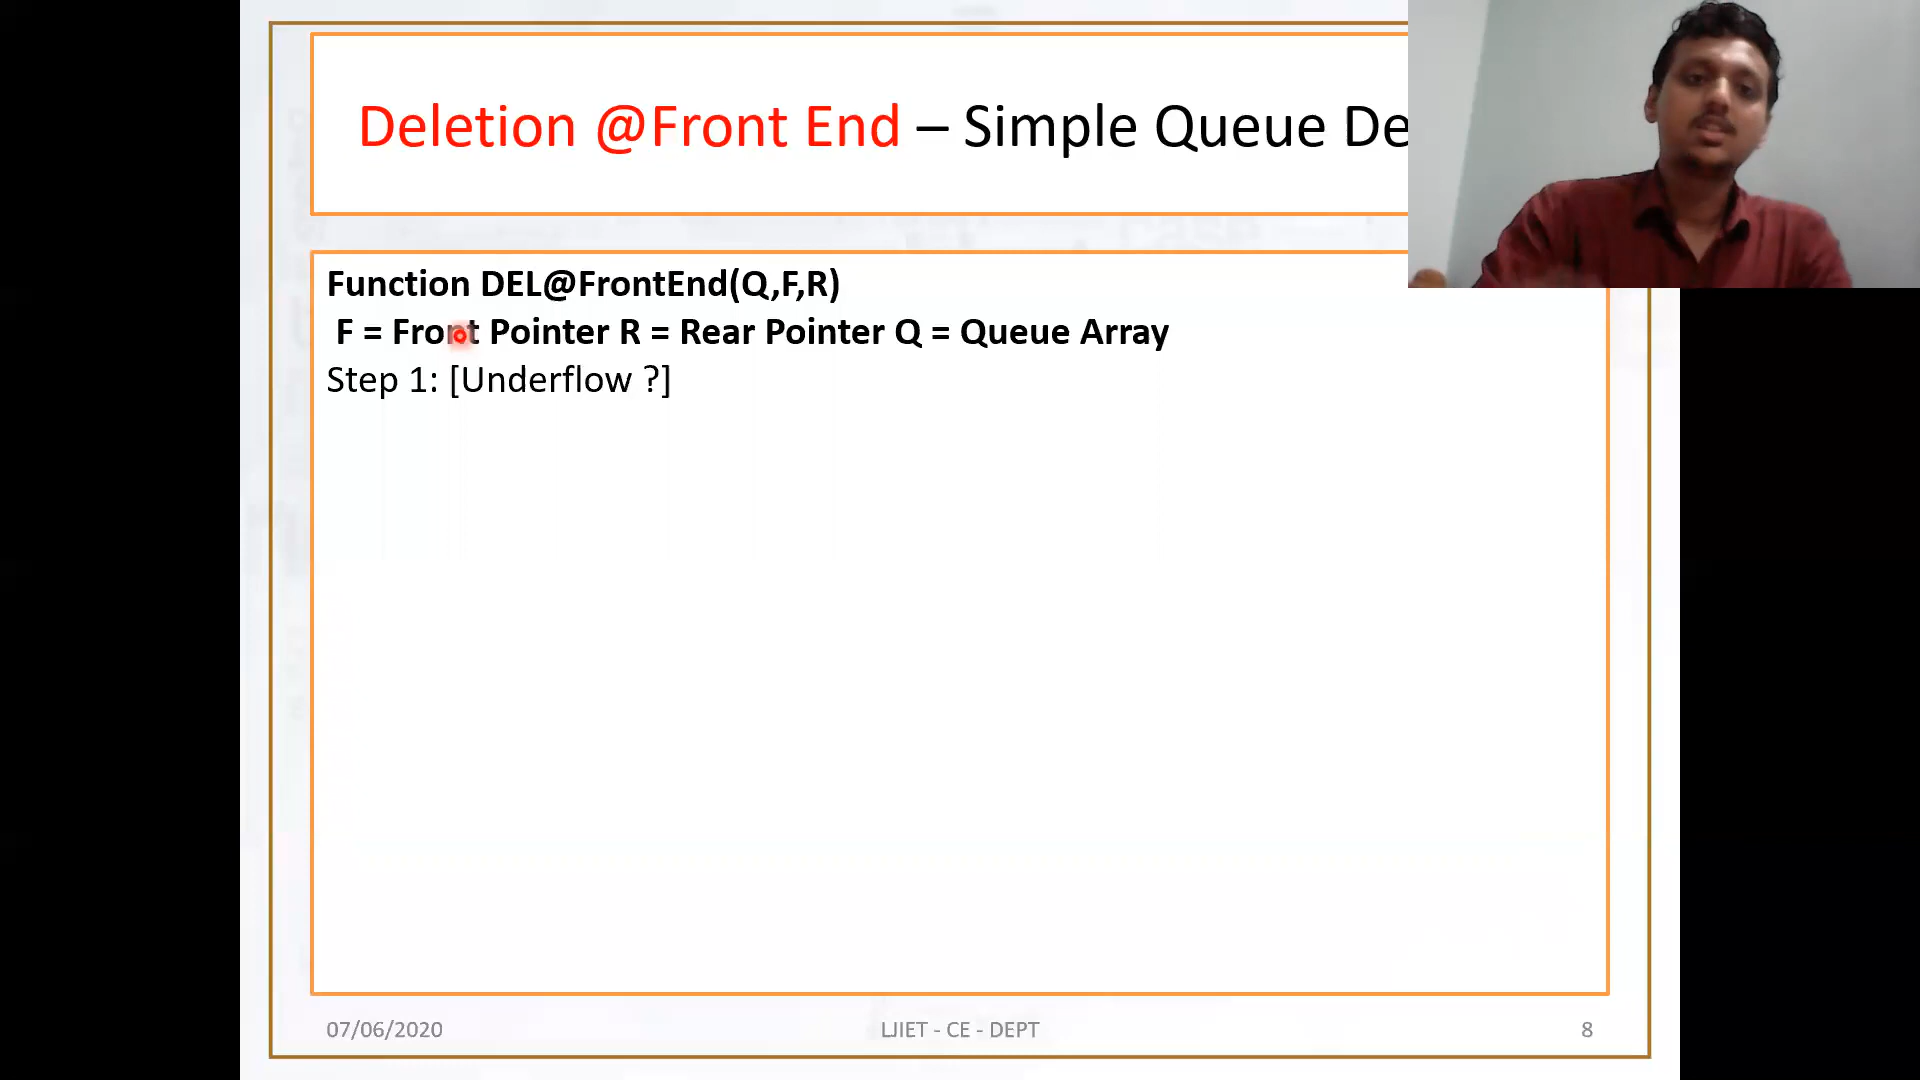 Deletion @Front End – Simple Queue De
Function DEL@FrontEnd(Q,F,R)
F = Front Pointer R = Rear Pointer Q = Queue Array
Step 1: [Underflow ?]
07/06/2020
LJIET - CE - DEPT
8